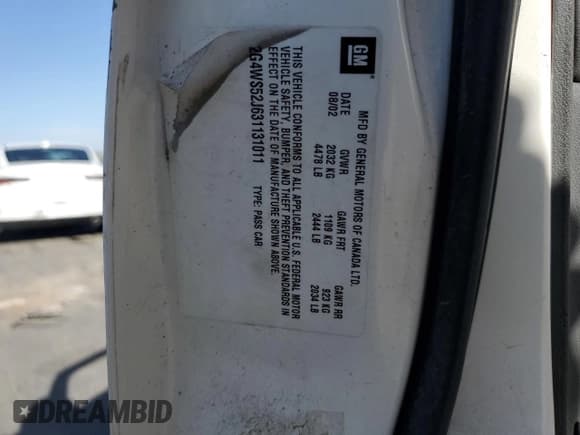 GM
MFD BY GENERAL MOTORS OF CANADA LTD.
DATE GVWR GAWR FRT GAWR RR
08/02 2032 KG 1109 KG 923 KG
4478 LB 2444 LB 2034 LB
THIS VEHICLE CONFORMS TO ALL APPLICABLE U.S. FEDERAL MOTOR
VEHICLE SAFETY, BUMPER, AND THEFT PREVENTION STANDARDS IN
EFFECT ON THE DATE OF MANUFACTURE SHOWN ABOVE.
2G4WS52J631131011 TYPE: PASS CAR
DREAMBID